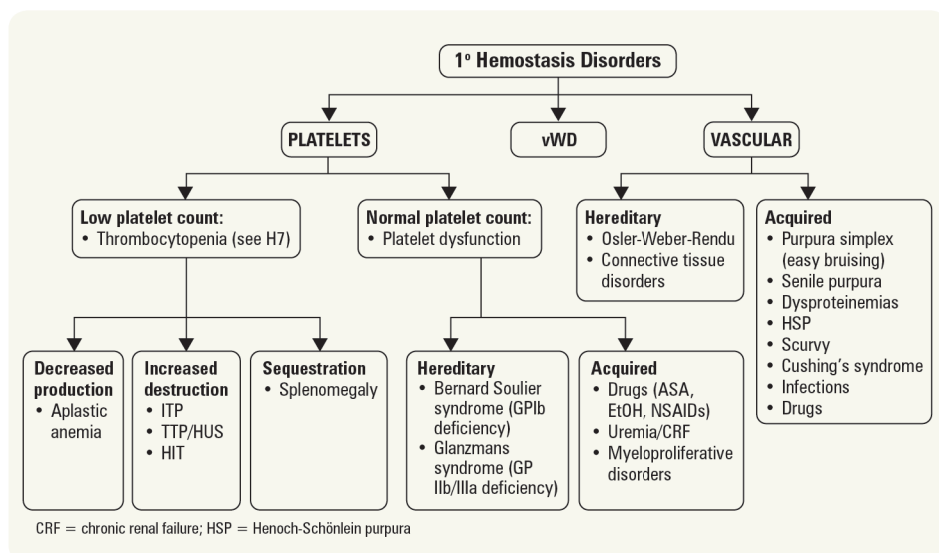 1º Hemostasis Disorders
PLATELETS
vWD
VASCULAR
Low platelet count:
• Thrombocytopenia (see H7)
Normal platelet count:
• Platelet dysfunction
Hereditary
• Osler-Weber-Rendu
• Connective tissue
disorders
Acquired
• Purpura simplex
(easy bruising)
• Senile purpura
• Dysproteinemias
• HSP
• Scurvy
• Cushing's syndrome
• Infections
• Drugs
Decreased
production
• Aplastic
anemia
Increased
destruction
• ITP
• TTP/HUS
• HIT
Sequestration
• Splenomegaly
Hereditary
• Bernard Soulier
syndrome (GPIb
deficiency)
• Glanzmans
syndrome (GP
IIb/IIIa deficiency)
Acquired
• Drugs (ASA,
EtOH, NSAIDs)
• Uremia/CRF
• Myeloproliferative
disorders
CRF = chronic renal failure; HSP = Henoch-Schönlein purpura